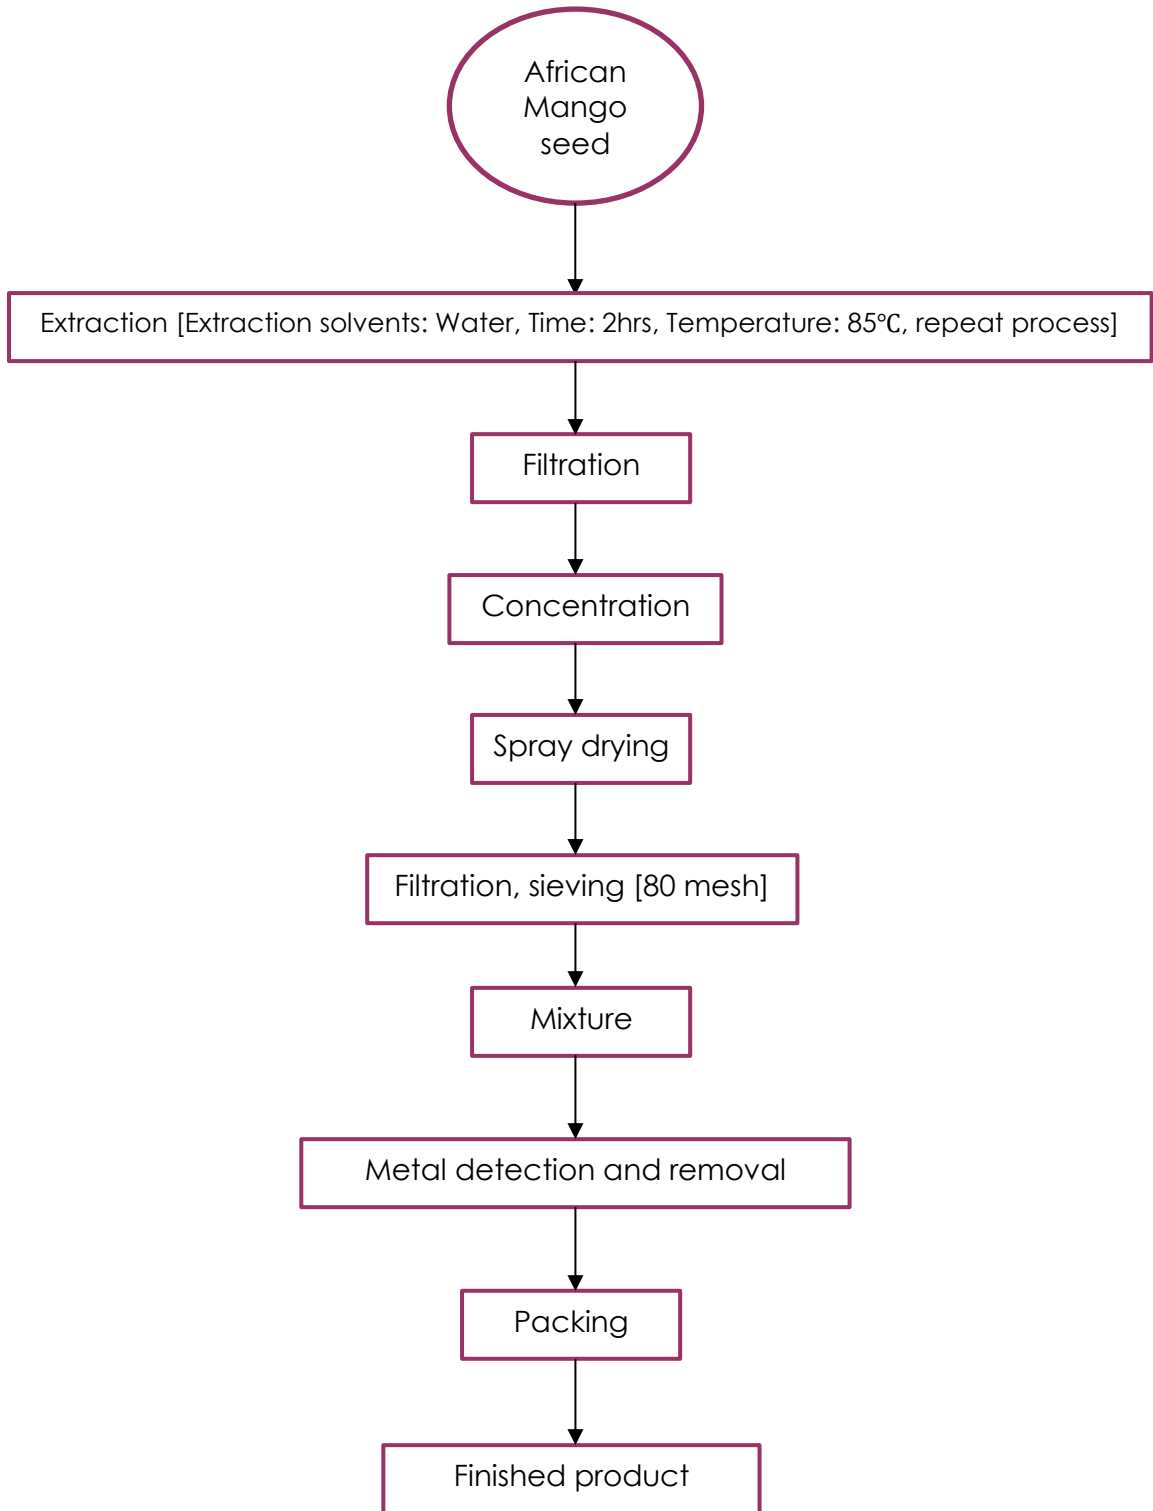 African
Mango
seed
Extraction [Extraction solvents: Water, Time: 2hrs, Temperature: 85℃, repeat process]
Filtration
Concentration
Spray drying
Filtration, sieving [80 mesh]
Mixture
Metal detection and removal
Packing
Finished product